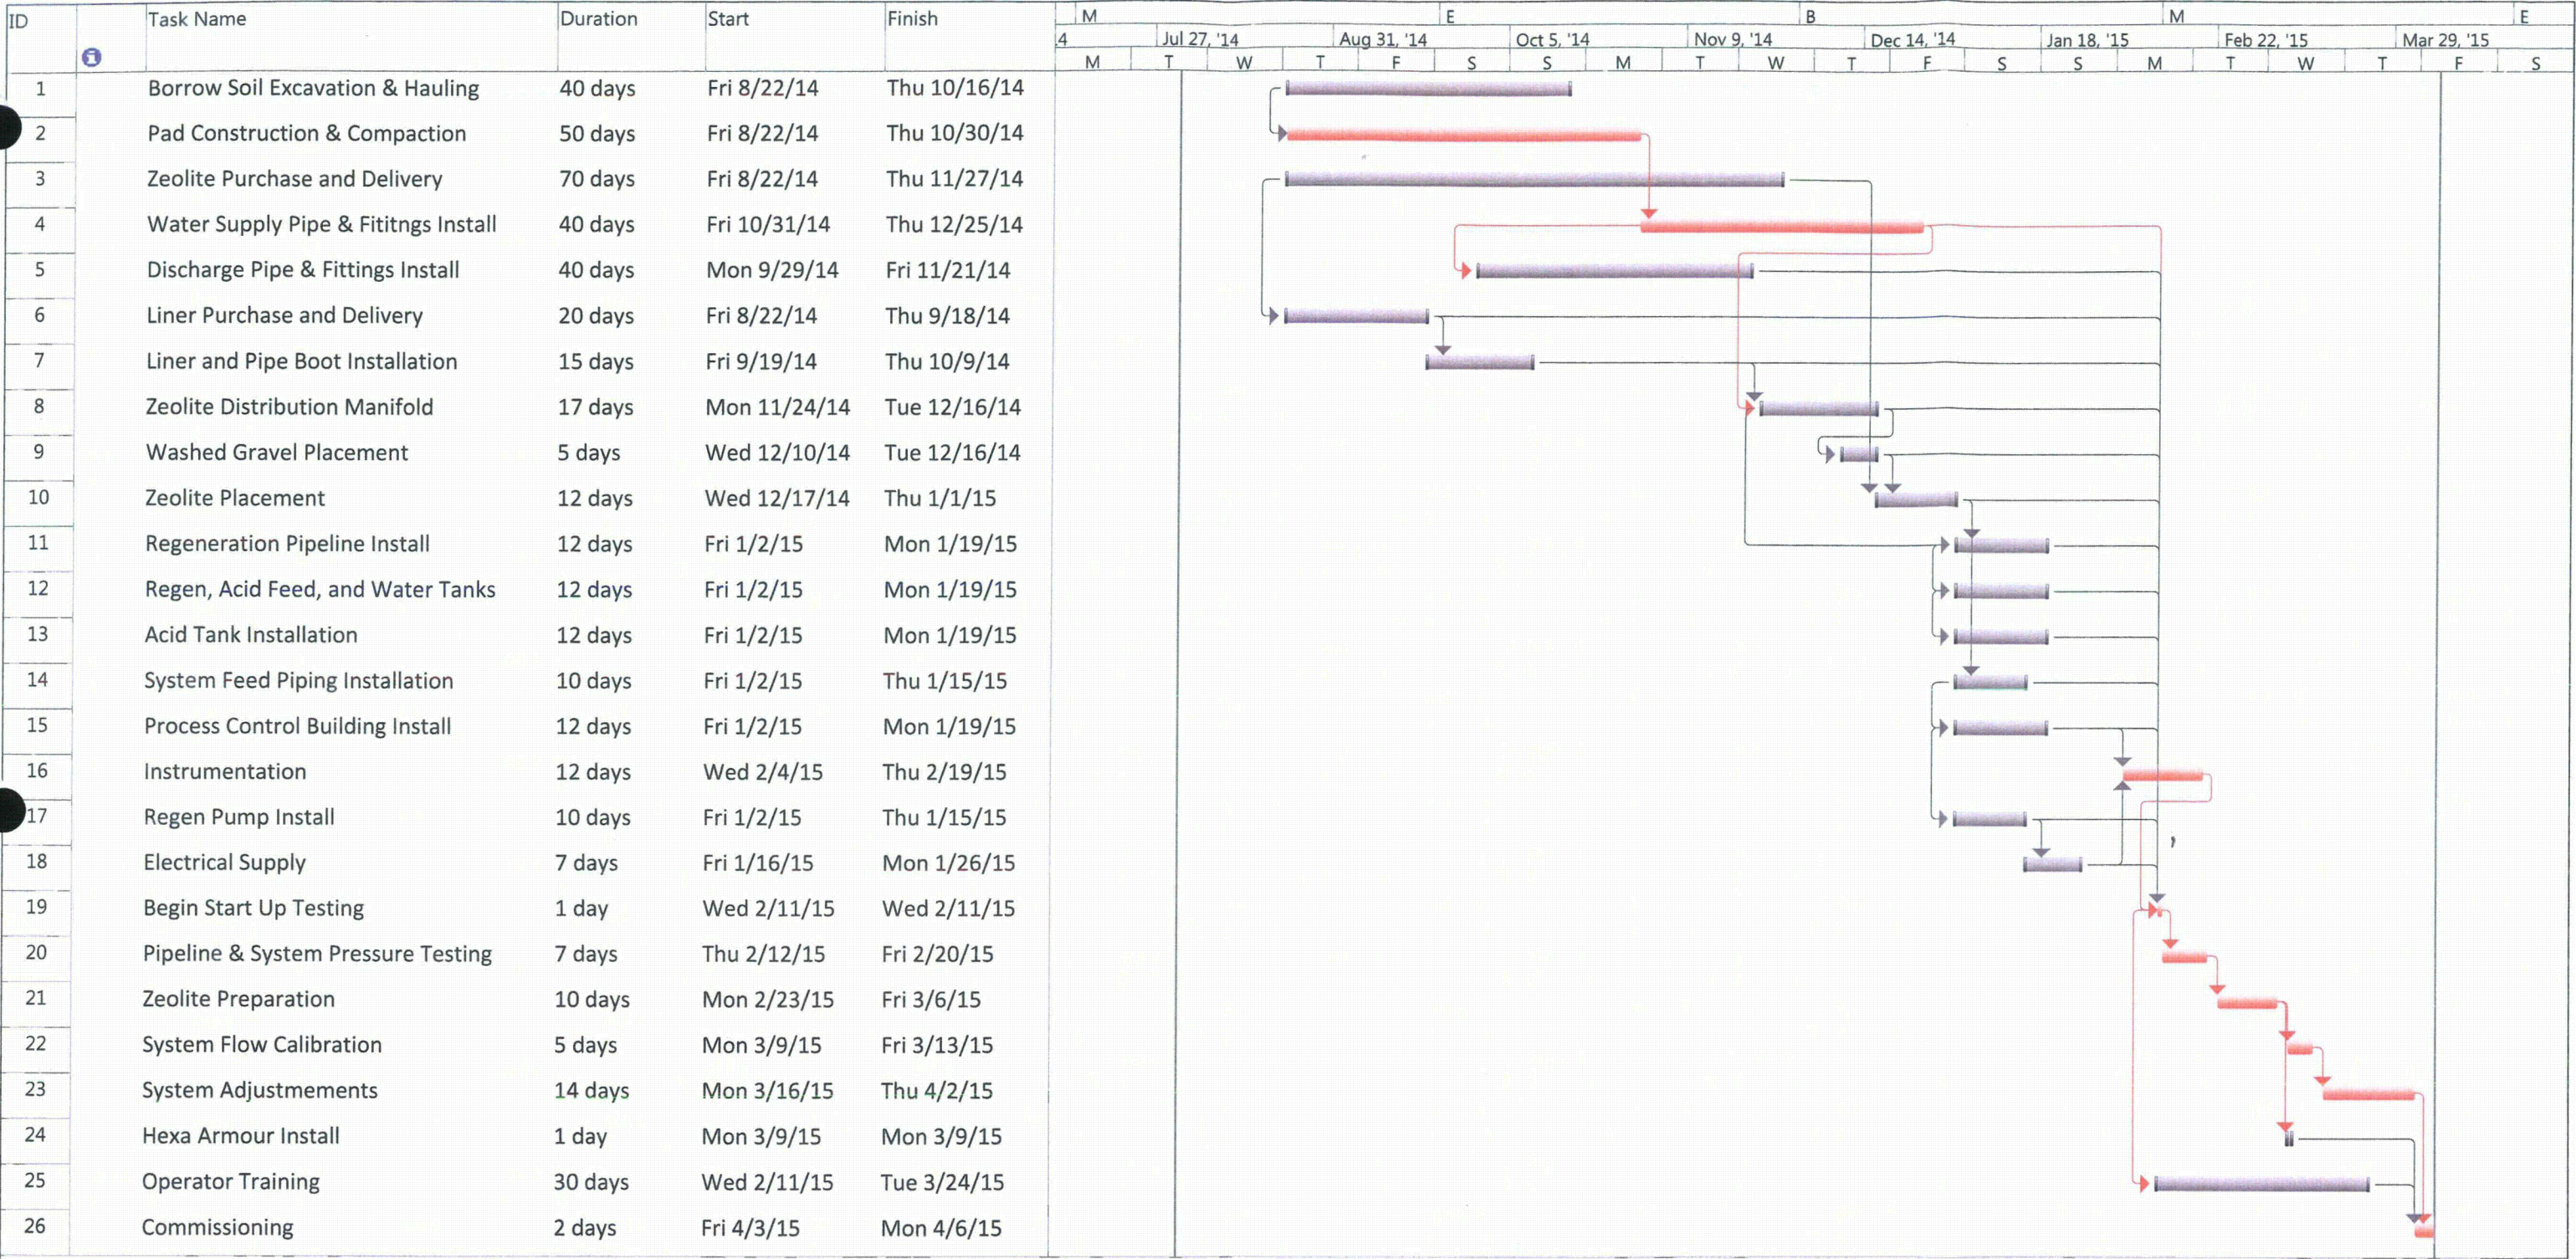 ID Task Name Duration Start Finish M E B M E
4 Jul 27, '14 Aug 31, '14 Oct 5, '14 Nov 9, '14 Dec 14, '14 Jan 18, '15 Feb 22, '15 Mar 29, '15
M T W T F S S M T W T F S S M T W T F S
1 Borrow Soil Excavation & Hauling 40 days Fri 8/22/14 Thu 10/16/14
2 Pad Construction & Compaction 50 days Fri 8/22/14 Thu 10/30/14
3 Zeolite Purchase and Delivery 70 days Fri 8/22/14 Thu 11/27/14
4 Water Supply Pipe & Fititngs Install 40 days Fri 10/31/14 Thu 12/25/14
5 Discharge Pipe & Fittings Install 40 days Mon 9/29/14 Fri 11/21/14
6 Liner Purchase and Delivery 20 days Fri 8/22/14 Thu 9/18/14
7 Liner and Pipe Boot Installation 15 days Fri 9/19/14 Thu 10/9/14
8 Zeolite Distribution Manifold 17 days Mon 11/24/14 Tue 12/16/14
9 Washed Gravel Placement 5 days Wed 12/10/14 Tue 12/16/14
10 Zeolite Placement 12 days Wed 12/17/14 Thu 1/1/15
11 Regeneration Pipeline Install 12 days Fri 1/2/15 Mon 1/19/15
12 Regen, Acid Feed, and Water Tanks 12 days Fri 1/2/15 Mon 1/19/15
13 Acid Tank Installation 12 days Fri 1/2/15 Mon 1/19/15
14 System Feed Piping Installation 10 days Fri 1/2/15 Thu 1/15/15
15 Process Control Building Install 12 days Fri 1/2/15 Mon 1/19/15
16 Instrumentation 12 days Wed 2/4/15 Thu 2/19/15
17 Regen Pump Install 10 days Fri 1/2/15 Thu 1/15/15
18 Electrical Supply 7 days Fri 1/16/15 Mon 1/26/15
19 Begin Start Up Testing 1 day Wed 2/11/15 Wed 2/11/15
20 Pipeline & System Pressure Testing 7 days Thu 2/12/15 Fri 2/20/15
21 Zeolite Preparation 10 days Mon 2/23/15 Fri 3/6/15
22 System Flow Calibration 5 days Mon 3/9/15 Fri 3/13/15
23 System Adjustmements 14 days Mon 3/16/15 Thu 4/2/15
24 Hexa Armour Install 1 day Mon 3/9/15 Mon 3/9/15
25 Operator Training 30 days Wed 2/11/15 Tue 3/24/15
26 Commissioning 2 days Fri 4/3/15 Mon 4/6/15